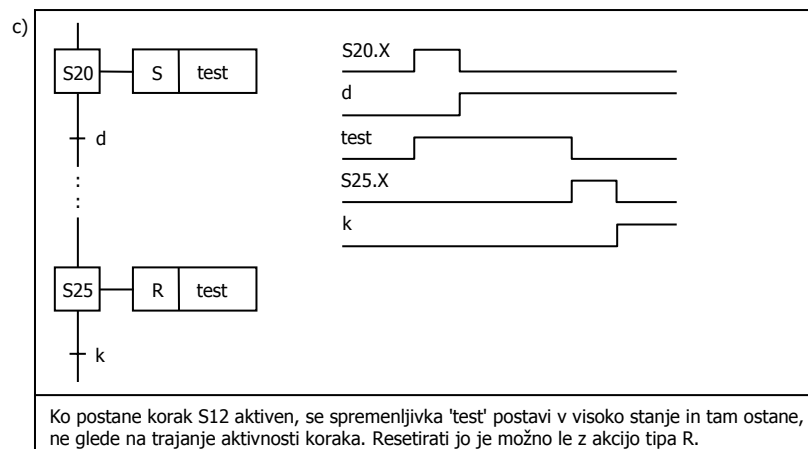 c)
S20 S test
d
S25 R test
k
S20.X
d
test
S25.X
k
Ko postane korak S12 aktiven, se spremenljivka 'test' postavi v visoko stanje in tam ostane,
ne glede na trajanje aktivnosti koraka. Resetirati jo je možno le z akcijo tipa R.